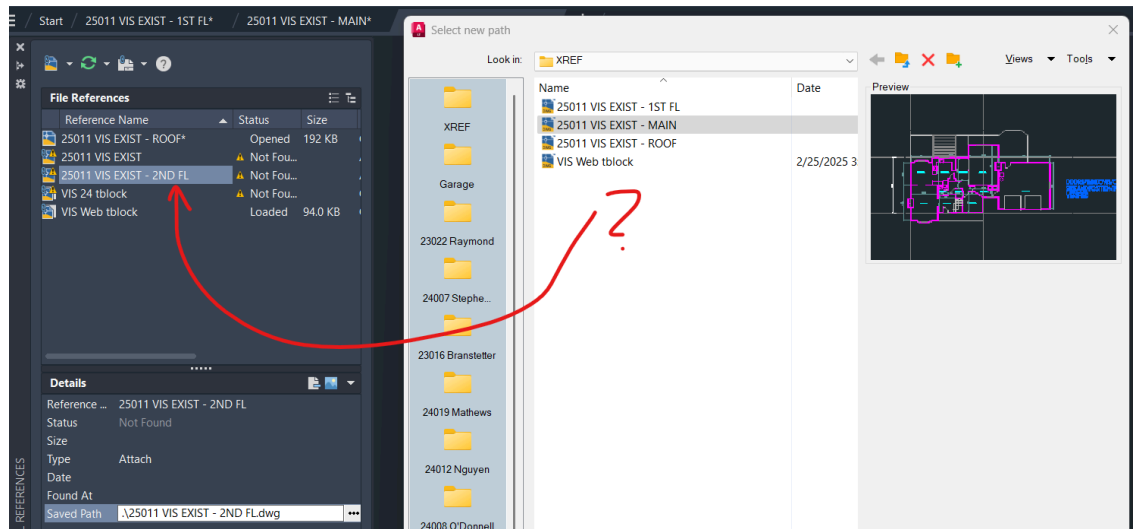 Start / 25011 VIS EXIST - 1ST FL* / 25011 VIS EXIST - MAIN*
File References
Reference Name Status Size
25011 VIS EXIST - ROOF* Opened 192 KB
25011 VIS EXIST Not Fou...
25011 VIS EXIST - 2ND FL Not Fou...
VIS 24 tblock Not Fou...
VIS Web tblock Loaded 94.0 KB
Details
Reference ... 25011 VIS EXIST - 2ND FL
Status Not Found
Size
Type Attach
Date
Found At
Saved Path .\25011 VIS EXIST - 2ND FL.dwg
REFERENCES
Select new path
Look in: XREF
Views Tools
XREF
Garage
23022 Raymond
24007 Stephe...
23016 Branstetter
24019 Mathews
24012 Nguyen
24008 O'Donnell
Name Date
25011 VIS EXIST - 1ST FL
25011 VIS EXIST - MAIN
25011 VIS EXIST - ROOF
VIS Web tblock 2/25/2025 3
?
Preview